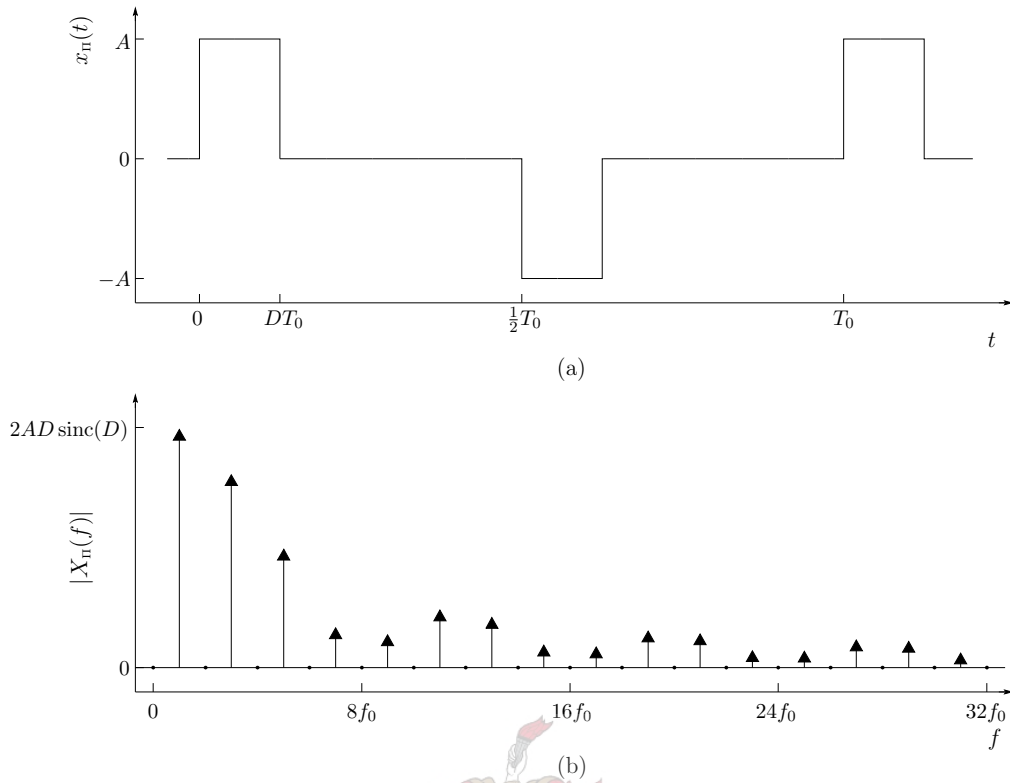 x_Π(t)
A
0
−A
0 DT₀ ½T₀ T₀
t
(a)
2AD sinc(D)
|X_Π(f)|
0
0 8f₀ 16f₀ 24f₀ 32f₀
f
(b)